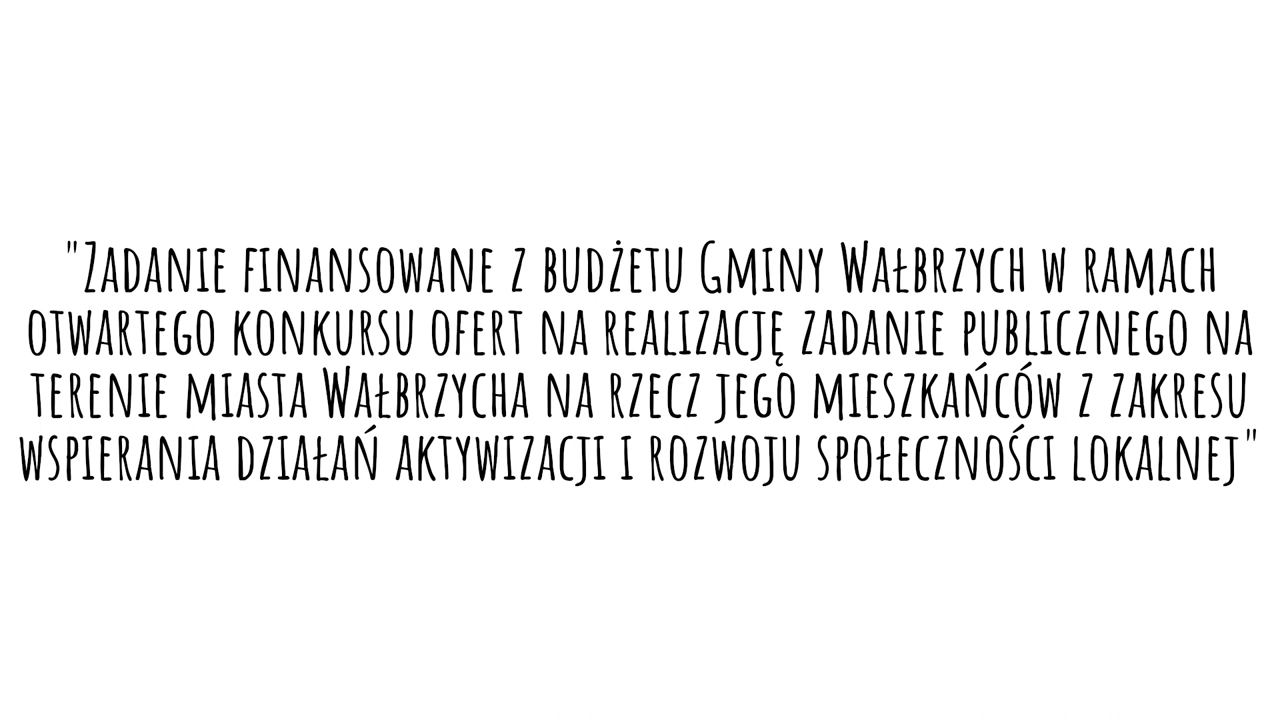 "Zadanie finansowane z budżetu Gminy Wałbrzych w ramach
otwartego konkursu ofert na realizację zadanie publicznego na
terenie miasta Wałbrzycha na rzecz jego mieszkańców z zakresu
wspierania działań aktywizacji i rozwoju społeczności lokalnej"